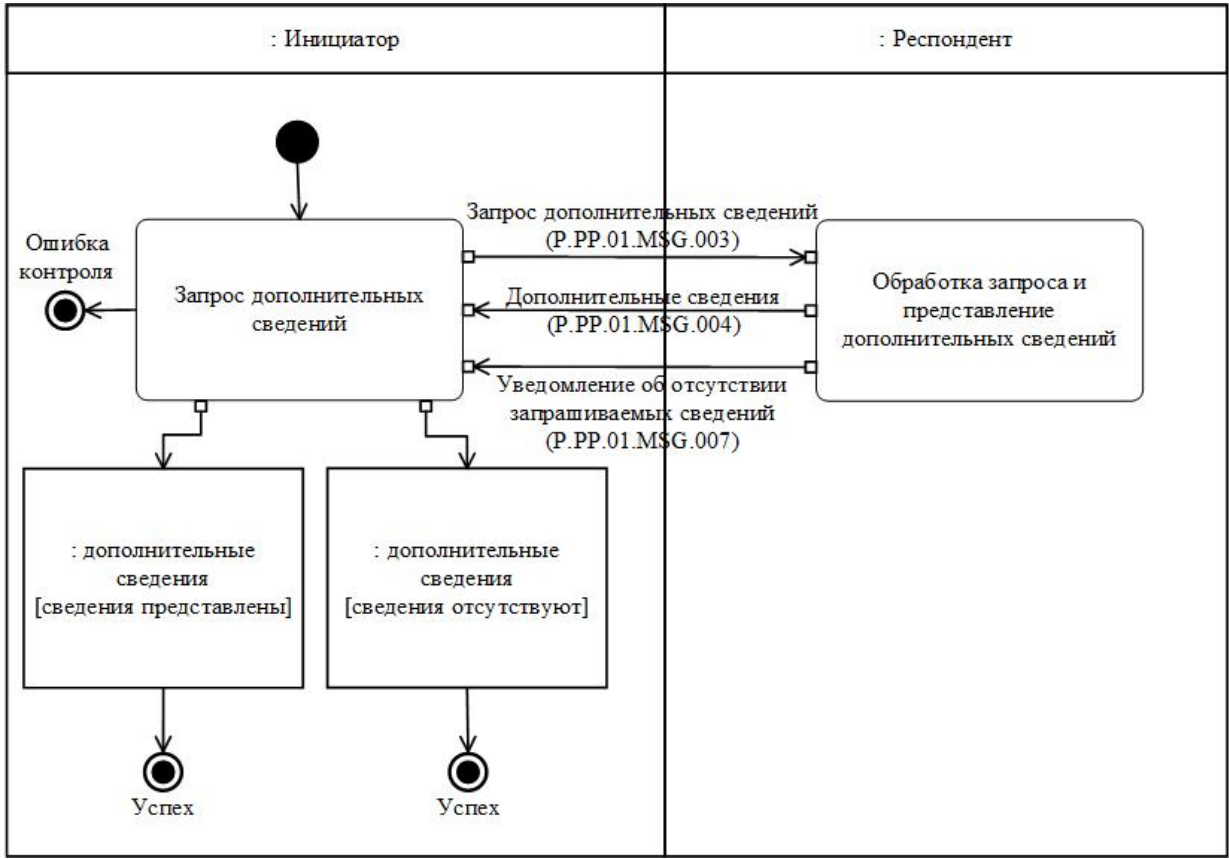 : Инициатор
: Респондент
Запрос дополнительных сведений
(P.PP.01.MSG.003)
Ошибка
контроля
Запрос дополнительных
сведений
Дополнительные сведения
(P.PP.01.MSG.004)
Обработка запроса и
представление
дополнительных сведений
Уведомление об отсутствии
запрашиваемых сведений
(P.PP.01.MSG.007)
: дополнительные
сведения
[сведения представлены]
: дополнительные
сведения
[сведения отсутствуют]
Успех
Успех